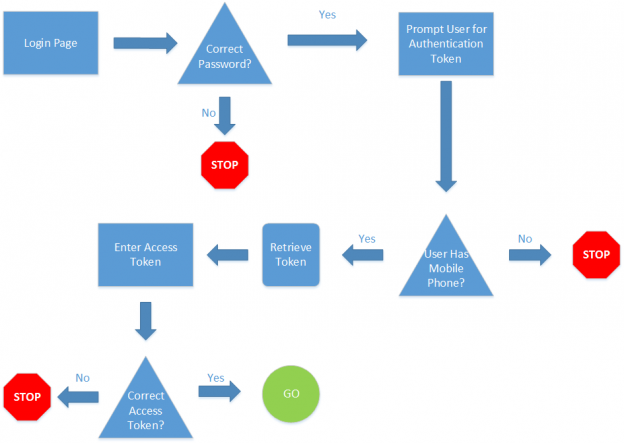 Login Page
Correct
Password?
Yes
Prompt User for
Authentication
Token
No
STOP
User Has
Mobile
Phone?
No
STOP
Yes
Retrieve
Token
Enter Access
Token
Correct
Access
Token?
No
STOP
Yes
GO